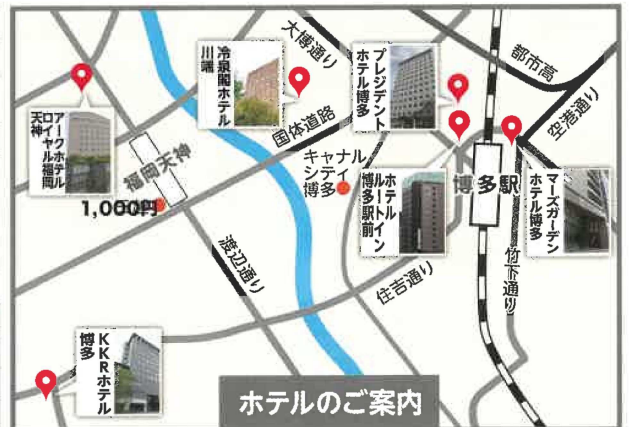 大博通り
都市高
空港通り
冷泉閣ホテル
川端
プレジデント
ホテル博多
アークホテル
ロイヤル福岡
天神
国体道路
福岡天神
キャナル
シティ
博多
ホテル
ルートイン
博多駅前
博多駅
マーズガーデン
ホテル博多
1,000円
渡辺通り
住吉通り
竹下通り
KKRホテル
博多
ホテルのご案内